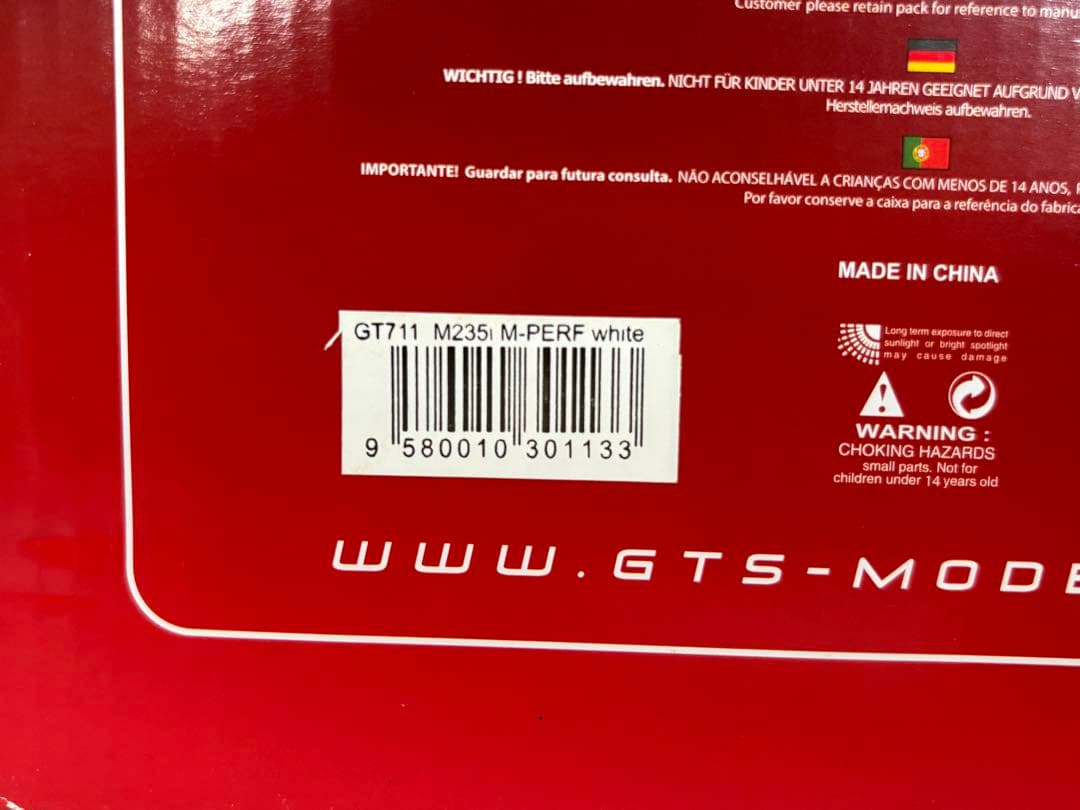 Customer please retain pack for reference to
WICHTIG ! Bitte aufbewahren. NICHT FÜR KINDER UNTER 14 JAHREN GEEIGNET AUFGRUND
Herstellernachweis aufbewahren.
IMPORTANTE! Guardar para futura consulta. NÃO ACONSELHÁVEL A CRIANÇAS COM MENOS DE 14 ANOS,
Por favor conserve a caixa para a referência do
MADE IN CHINA
Long term exposure to direct
sunlight or bright spotlight
may cause damage
GT711 M235i M-PERF white
9 580010 301133
WARNING :
CHOKING HAZARDS
small parts. Not for
children under 14 years old
WWW.GTS-MODE